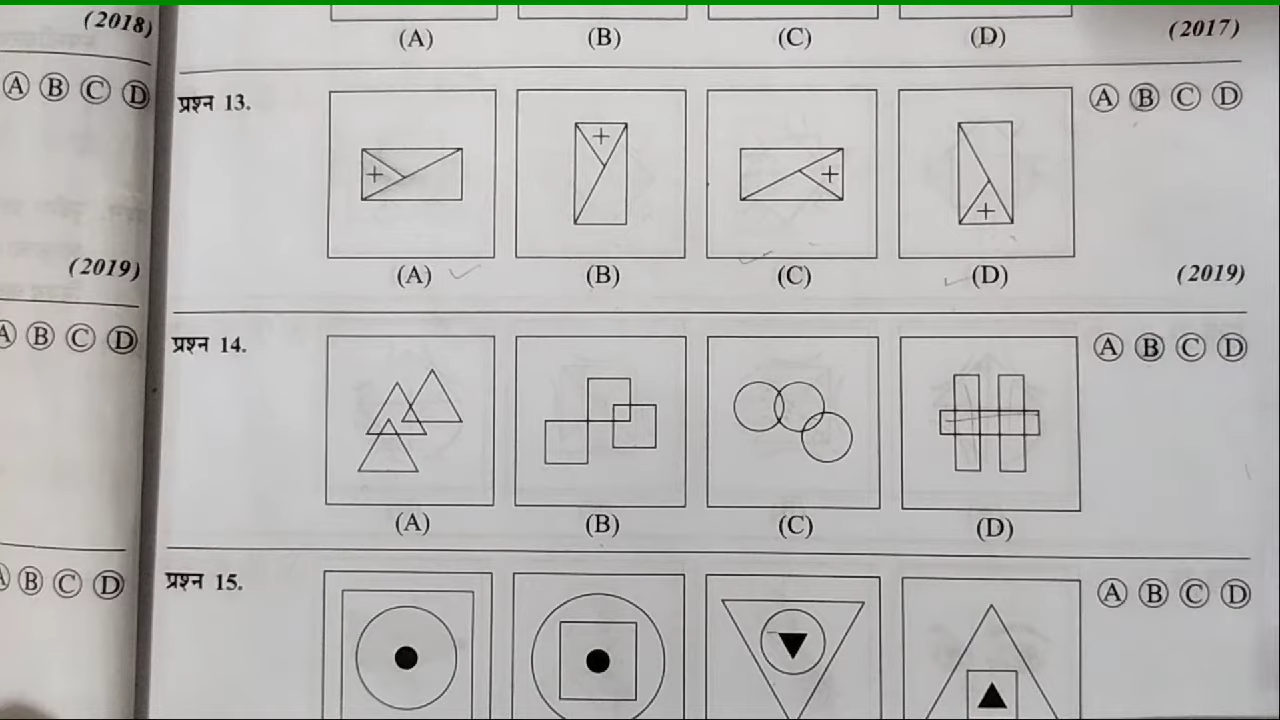 (2018)
(A) (B) (C) (D) (2017)
Ⓐ Ⓑ Ⓒ Ⓓ
प्रश्न 13. Ⓐ Ⓑ Ⓒ Ⓓ
+ + + +
(A) (B) (C) (D) (2019)
(2019)
Ⓐ Ⓑ Ⓒ Ⓓ
प्रश्न 14. Ⓐ Ⓑ Ⓒ Ⓓ
(A) (B) (C) (D)
Ⓑ Ⓒ Ⓓ
प्रश्न 15. Ⓐ Ⓑ Ⓒ Ⓓ